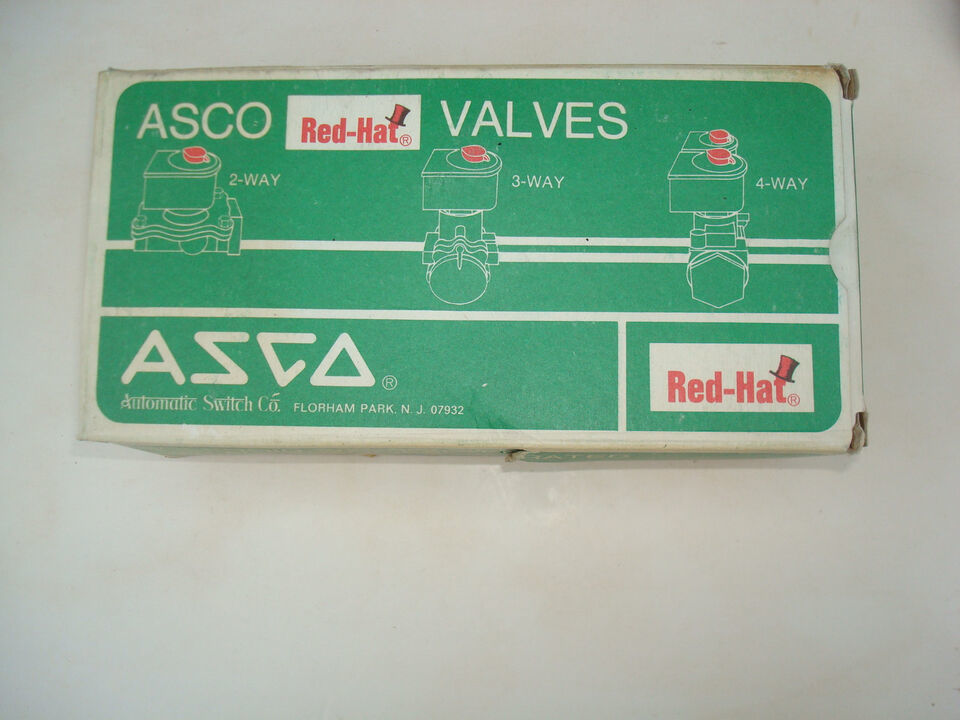 ASCO Red-Hat® VALVES
2-WAY
3-WAY
4-WAY
ASCO®
Automatic Switch Co. FLORHAM PARK, N. J. 07932
Red-Hat®